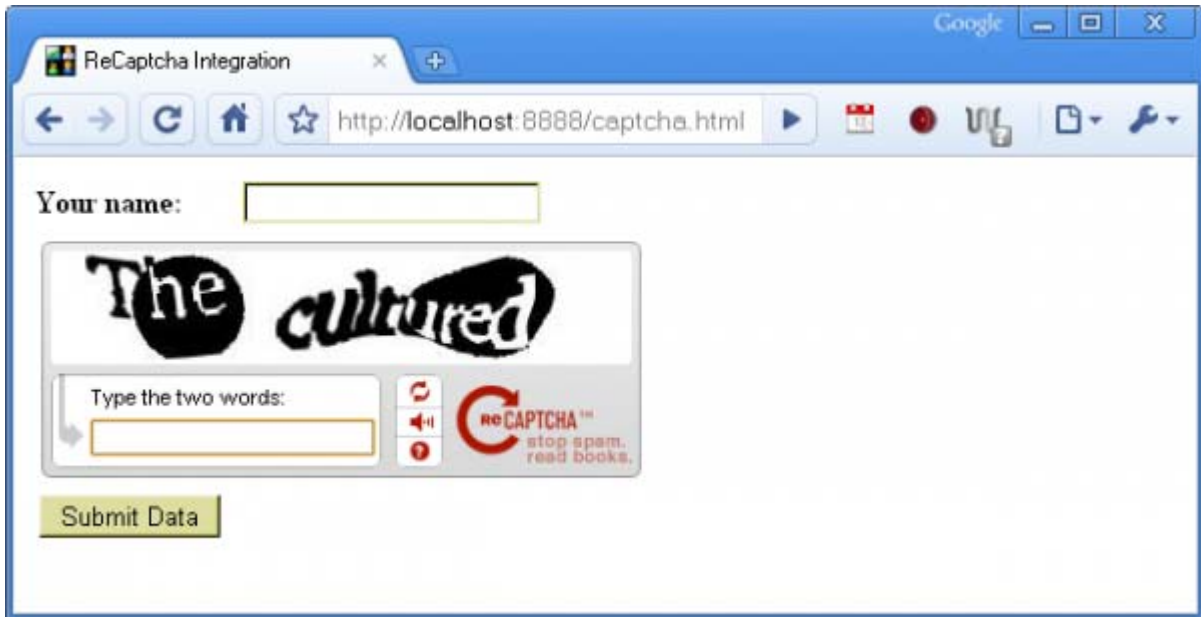 Google
ReCaptcha Integration
http://localhost:8888/captcha.html
12
Your name:
The cultured
Type the two words:
ReCAPTCHA™
stop spam.
read books.
Submit Data